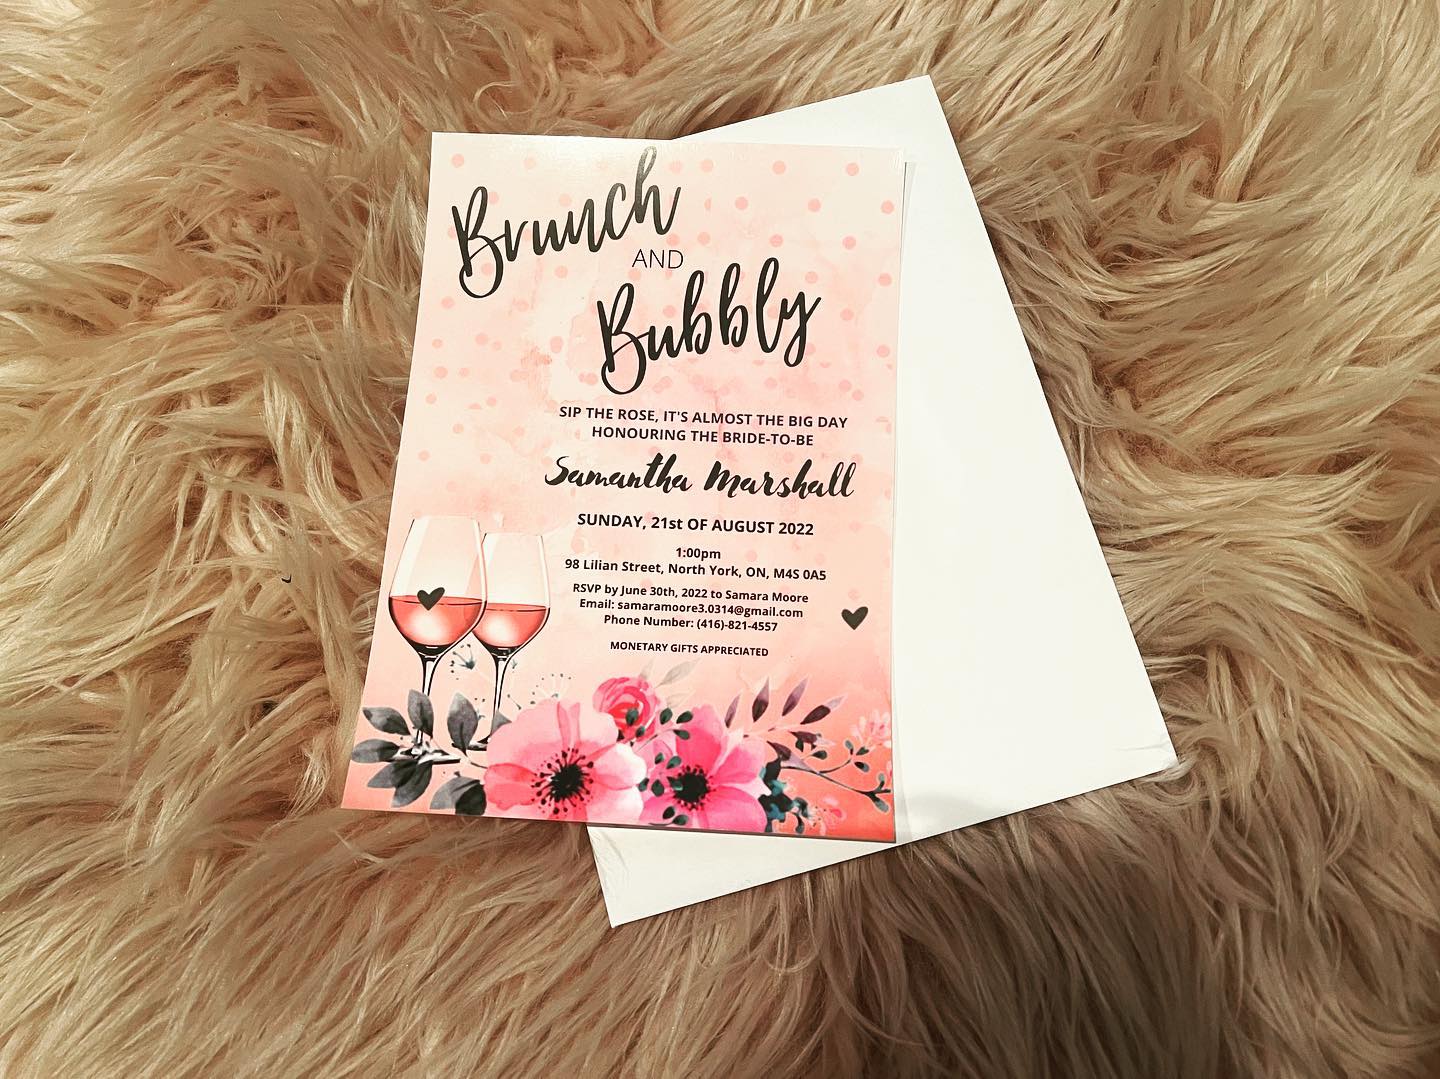 Brunch
AND
Bubbly
SIP THE ROSE, IT'S ALMOST THE BIG DAY
HONOURING THE BRIDE-TO-BE
Samantha Marshall
SUNDAY, 21st OF AUGUST 2022
1:00pm
98 Lilian Street, North York, ON, M4S 0A5
RSVP by June 30th, 2022 to Samara Moore
Email: samaramoore3.0314@gmail.com
Phone Number: (416)-821-4557
MONETARY GIFTS APPRECIATED